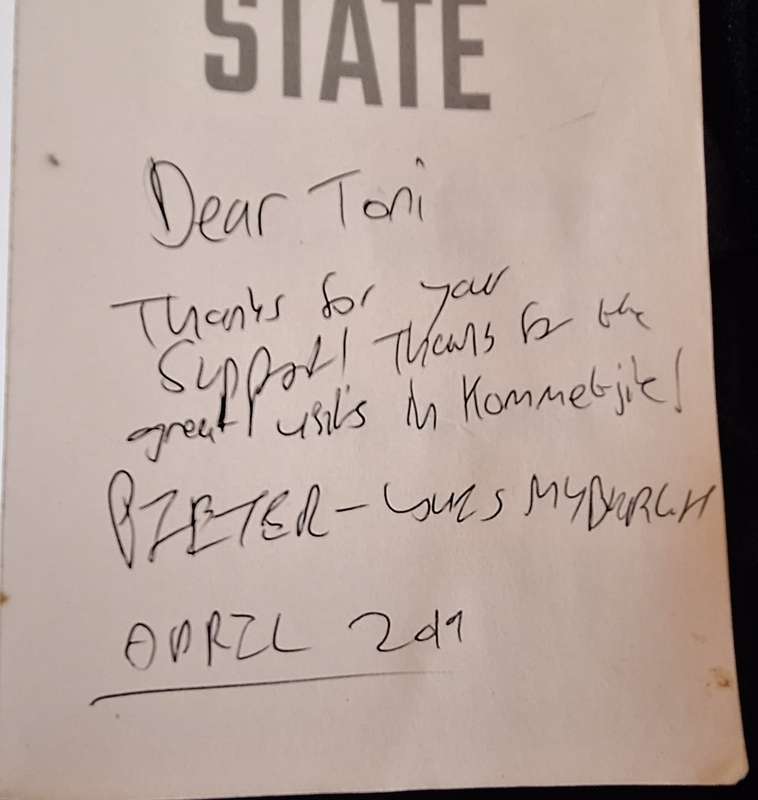 STATE
Dear Toni
Thanks for your
Support! Thanks for the
great visits in Kommetjie!
PIETER-LOUIS MYBURGH
APRIL 2019